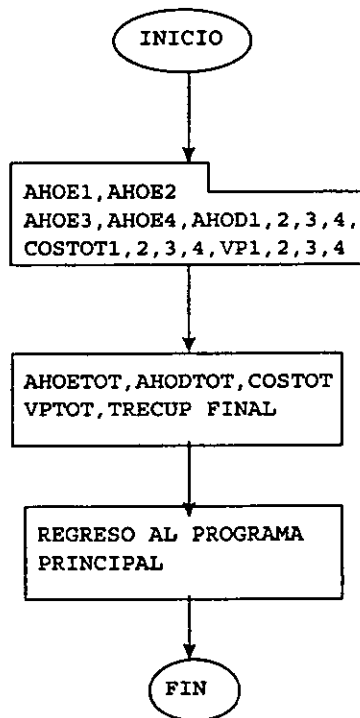 INICIO
AHOE1,AHOE2
AHOE3,AHOE4,AHOD1,2,3,4,
COSTOT1,2,3,4,VP1,2,3,4
AHOETOT,AHODTOT,COSTOT
VPTOT,TRECUP FINAL
REGRESO AL PROGRAMA
PRINCIPAL
FIN